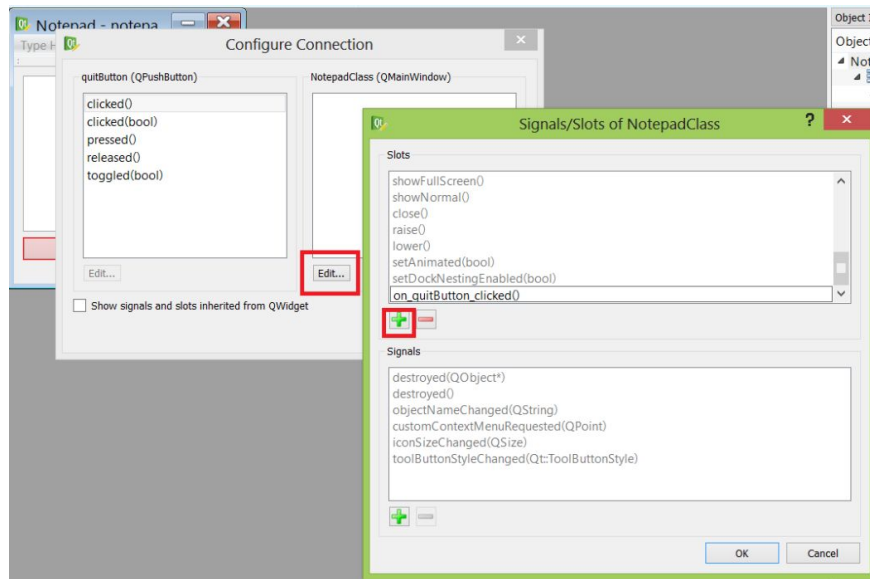 Notepad - notepa
Object
Type H
Configure Connection
Object
Not
quitButton (QPushButton)
NotepadClass (QMainWindow)
clicked()
clicked(bool)
pressed()
released()
toggled(bool)
Edit...
Edit...
Show signals and slots inherited from QWidget
Signals/Slots of NotepadClass
?
Slots
showFullScreen()
showNormal()
close()
raise()
lower()
setAnimated(bool)
setDockNestingEnabled(bool)
on_quitButton_clicked()
Signals
destroyed(QObject*)
destroyed()
objectNameChanged(QString)
customContextMenuRequested(QPoint)
iconSizeChanged(QSize)
toolButtonStyleChanged(Qt::ToolButtonStyle)
OK
Cancel